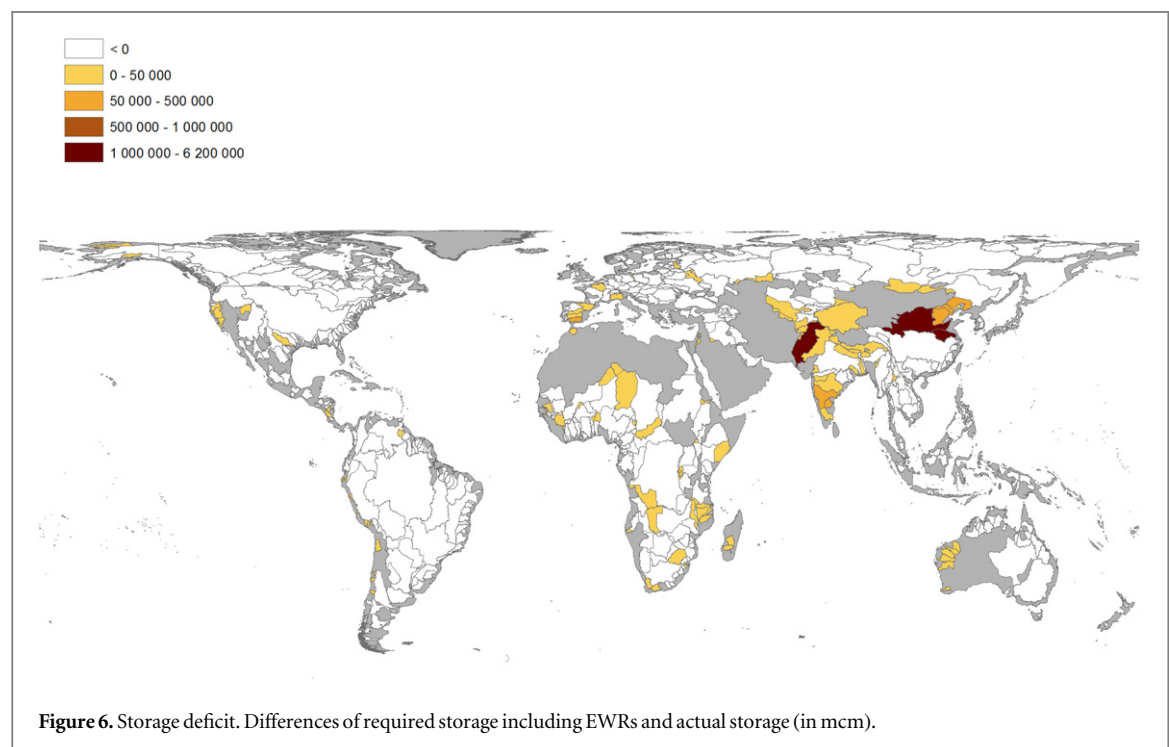 < 0
0 - 50 000
50 000 - 500 000
500 000 - 1 000 000
1 000 000 - 6 200 000
Figure 6. Storage deficit. Differences of required storage including EWRs and actual storage (in mcm).